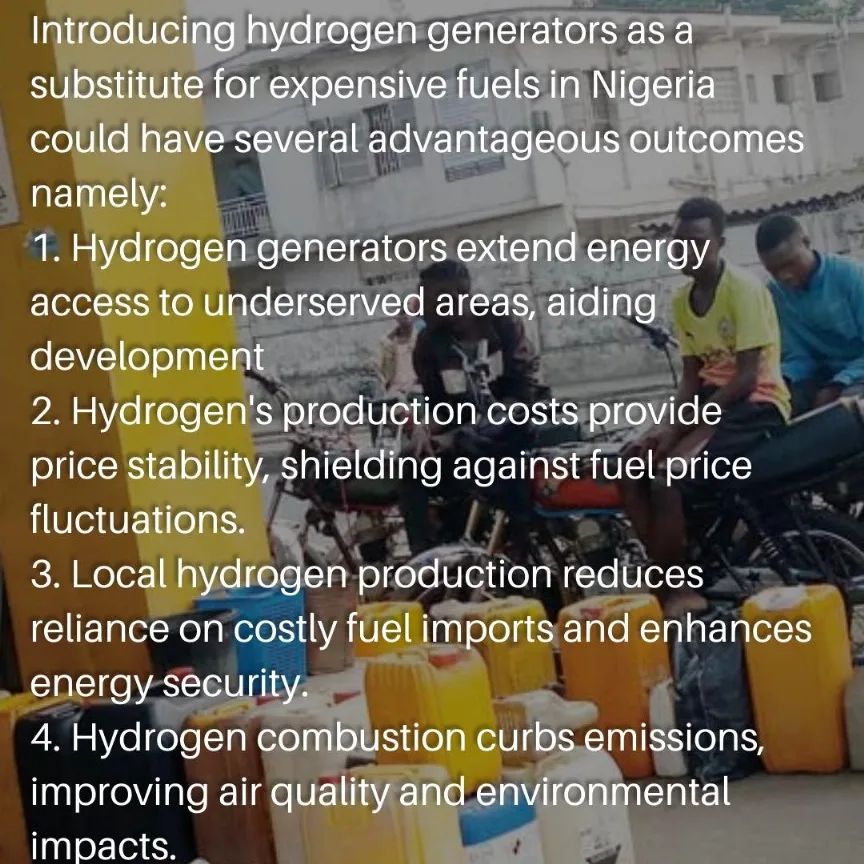 Introducing hydrogen generators as a
substitute for expensive fuels in Nigeria
could have several advantageous outcomes
namely:
1. Hydrogen generators extend energy
access to underserved areas, aiding
development
2. Hydrogen's production costs provide
price stability, shielding against fuel price
fluctuations.
3. Local hydrogen production reduces
reliance on costly fuel imports and enhances
energy security.
4. Hydrogen combustion curbs emissions,
improving air quality and environmental
impacts.